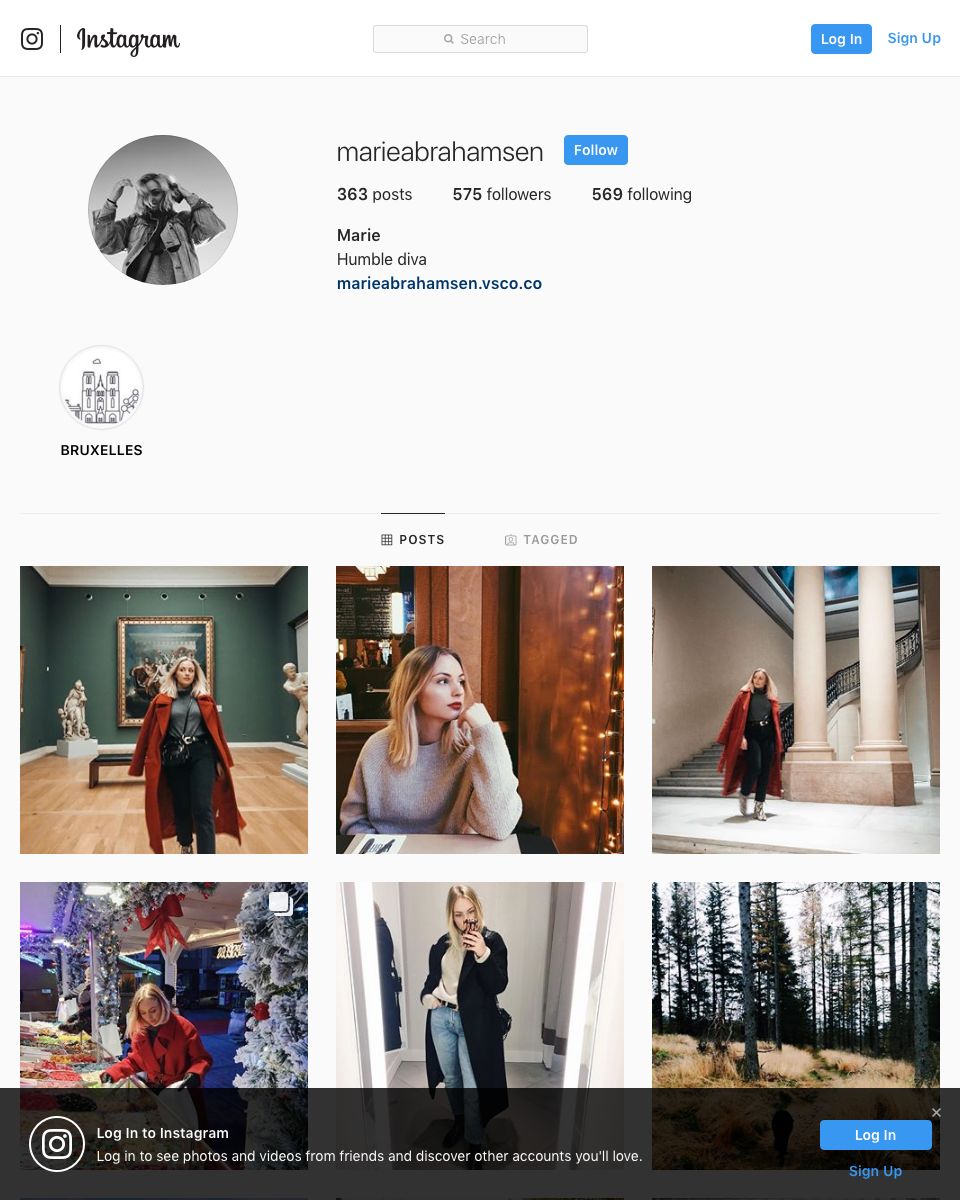 Instagram
Search
Log In
Sign Up
marieabrahamsen
Follow
363 posts
575 followers
569 following
Marie
Humble diva
marieabrahamsen.vsco.co
BRUXELLES
POSTS
TAGGED
Log In to Instagram
Log in to see photos and videos from friends and discover other accounts you'll love.
Log In
Sign Up